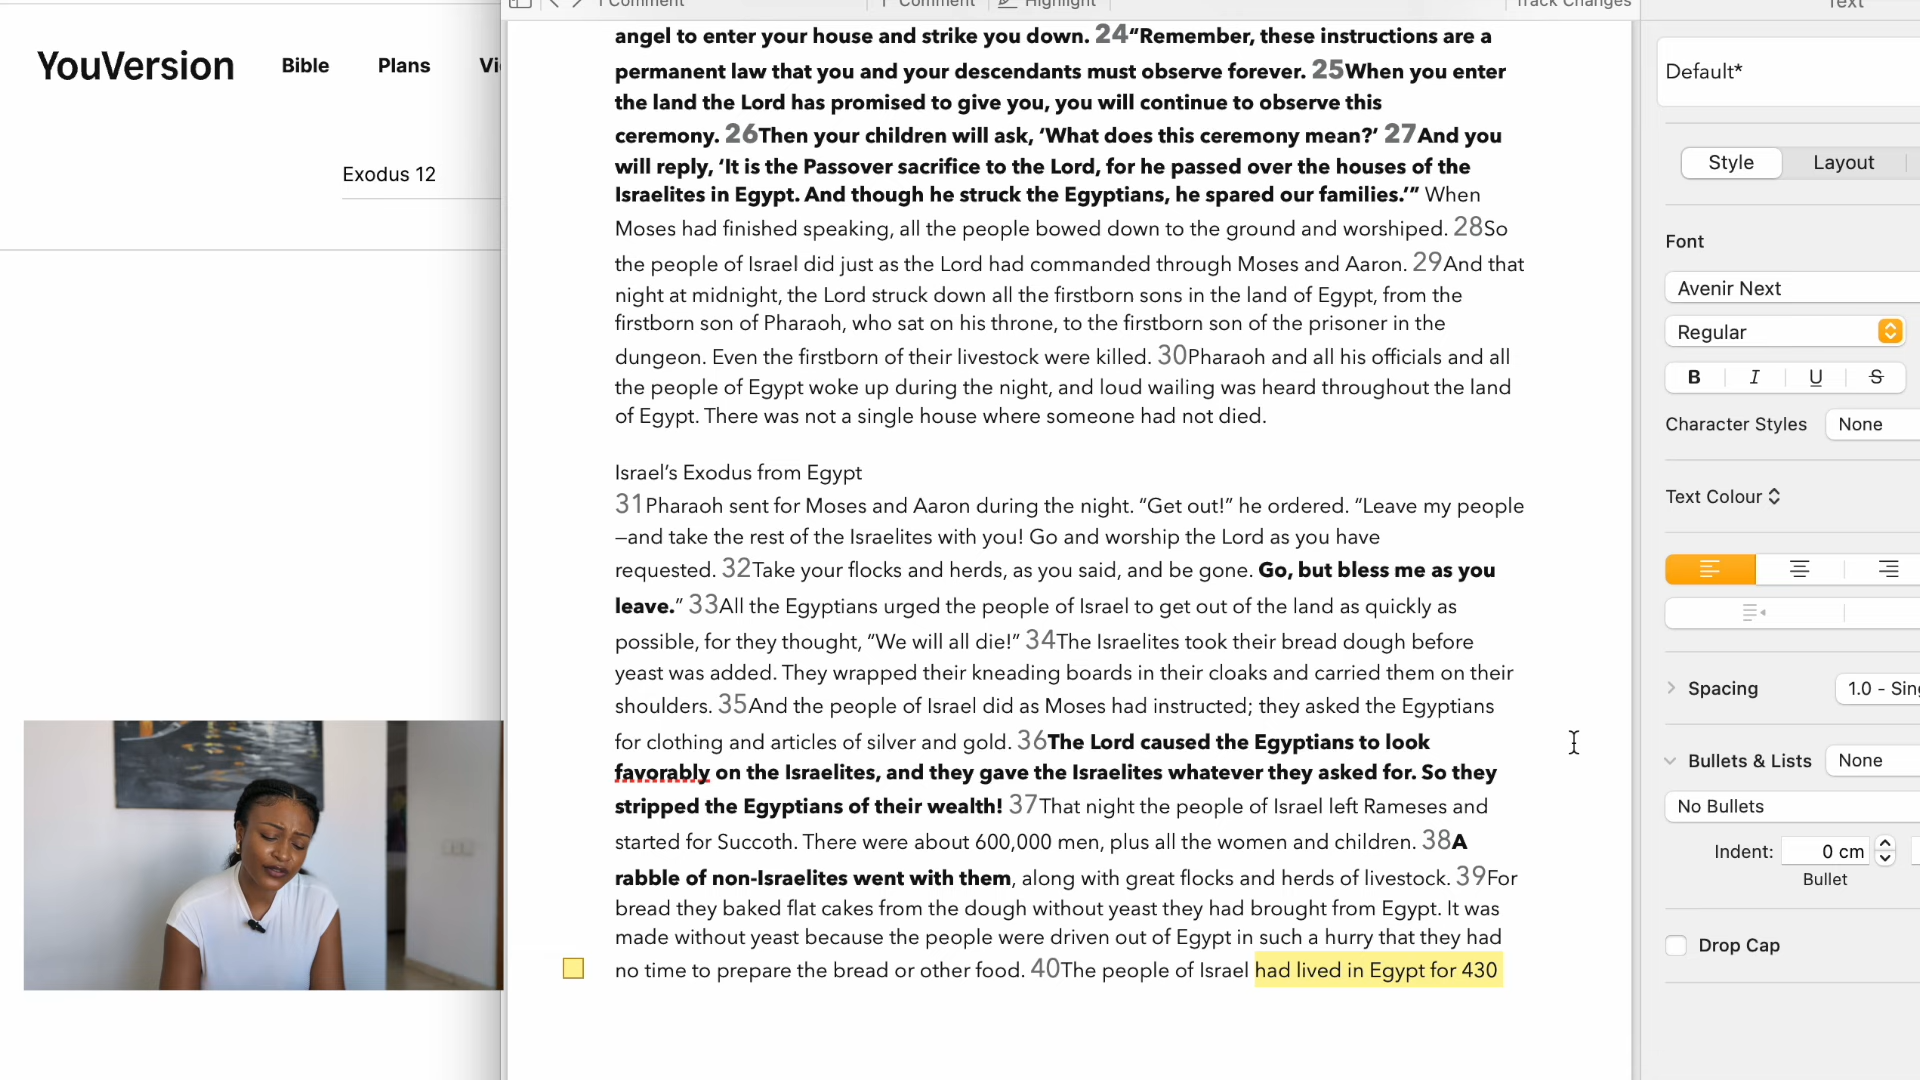 1 Comment
Comment
Highlight
Track Changes
Text
YouVersion
Bible
Plans
Exodus 12
angel to enter your house and strike you down. 24“Remember, these instructions are a
permanent law that you and your descendants must observe forever. 25When you enter
the land the Lord has promised to give you, you will continue to observe this
ceremony. 26Then your children will ask, ‘What does this ceremony mean?’ 27And you
will reply, ‘It is the Passover sacrifice to the Lord, for he passed over the houses of the
Israelites in Egypt. And though he struck the Egyptians, he spared our families.’” When
Moses had finished speaking, all the people bowed down to the ground and worshiped. 28So
the people of Israel did just as the Lord had commanded through Moses and Aaron. 29And that
night at midnight, the Lord struck down all the firstborn sons in the land of Egypt, from the
firstborn son of Pharaoh, who sat on his throne, to the firstborn son of the prisoner in the
dungeon. Even the firstborn of their livestock were killed. 30Pharaoh and all his officials and all
the people of Egypt woke up during the night, and loud wailing was heard throughout the land
of Egypt. There was not a single house where someone had not died.
Israel’s Exodus from Egypt
31Pharaoh sent for Moses and Aaron during the night. “Get out!” he ordered. “Leave my people
—and take the rest of the Israelites with you! Go and worship the Lord as you have
requested. 32Take your flocks and herds, as you said, and be gone. Go, but bless me as you
leave.” 33All the Egyptians urged the people of Israel to get out of the land as quickly as
possible, for they thought, “We will all die!” 34The Israelites took their bread dough before
yeast was added. They wrapped their kneading boards in their cloaks and carried them on their
shoulders. 35And the people of Israel did as Moses had instructed; they asked the Egyptians
for clothing and articles of silver and gold. 36The Lord caused the Egyptians to look
favorably on the Israelites, and they gave the Israelites whatever they asked for. So they
stripped the Egyptians of their wealth! 37That night the people of Israel left Rameses and
started for Succoth. There were about 600,000 men, plus all the women and children. 38A
rabble of non-Israelites went with them, along with great flocks and herds of livestock. 39For
bread they baked flat cakes from the dough without yeast they had brought from Egypt. It was
made without yeast because the people were driven out of Egypt in such a hurry that they had
no time to prepare the bread or other food. 40The people of Israel had lived in Egypt for 430
Default*
Style
Layout
Font
Avenir Next
Regular
B I U S
Character Styles
None
Text Colour
Spacing
1.0 -
Bullets & Lists
None
No Bullets
Indent:
0 cm
Bullet
Drop Cap